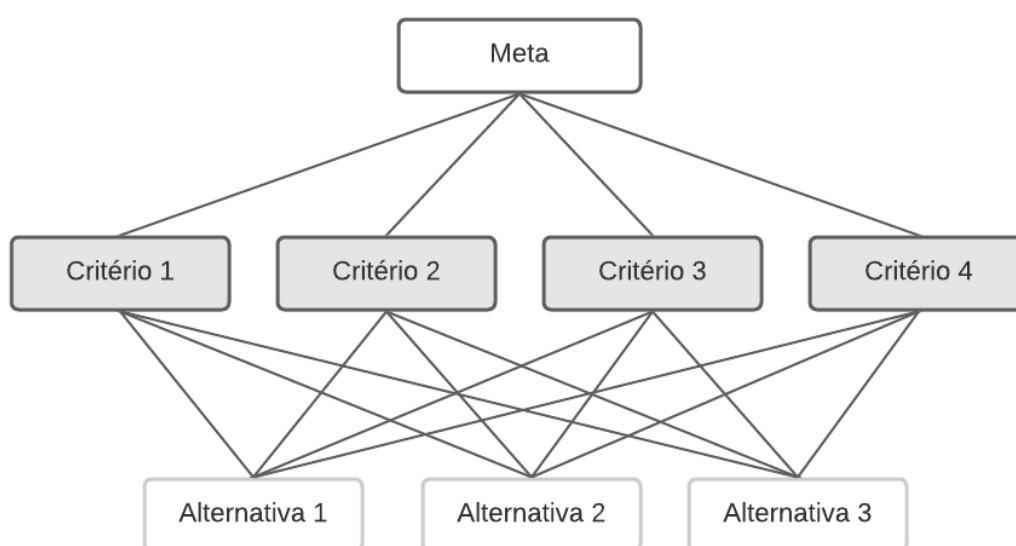 Meta
Critério 1
Critério 2
Critério 3
Critério 4
Alternativa 1
Alternativa 2
Alternativa 3